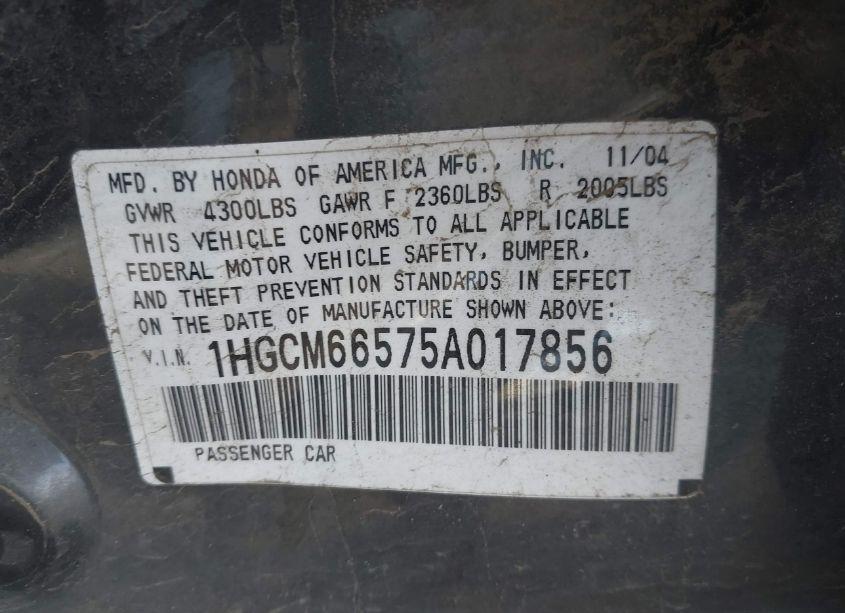 MFD. BY HONDA OF AMERICA MFG., INC. 11/04
GVWR 4300LBS GAWR F 2360LBS R 2005LBS
THIS VEHICLE CONFORMS TO ALL APPLICABLE
FEDERAL MOTOR VEHICLE SAFETY, BUMPER,
AND THEFT PREVENTION STANDARDS IN EFFECT
ON THE DATE OF MANUFACTURE SHOWN ABOVE:
V.I.N. 1HGCM66575A017856
PASSENGER CAR